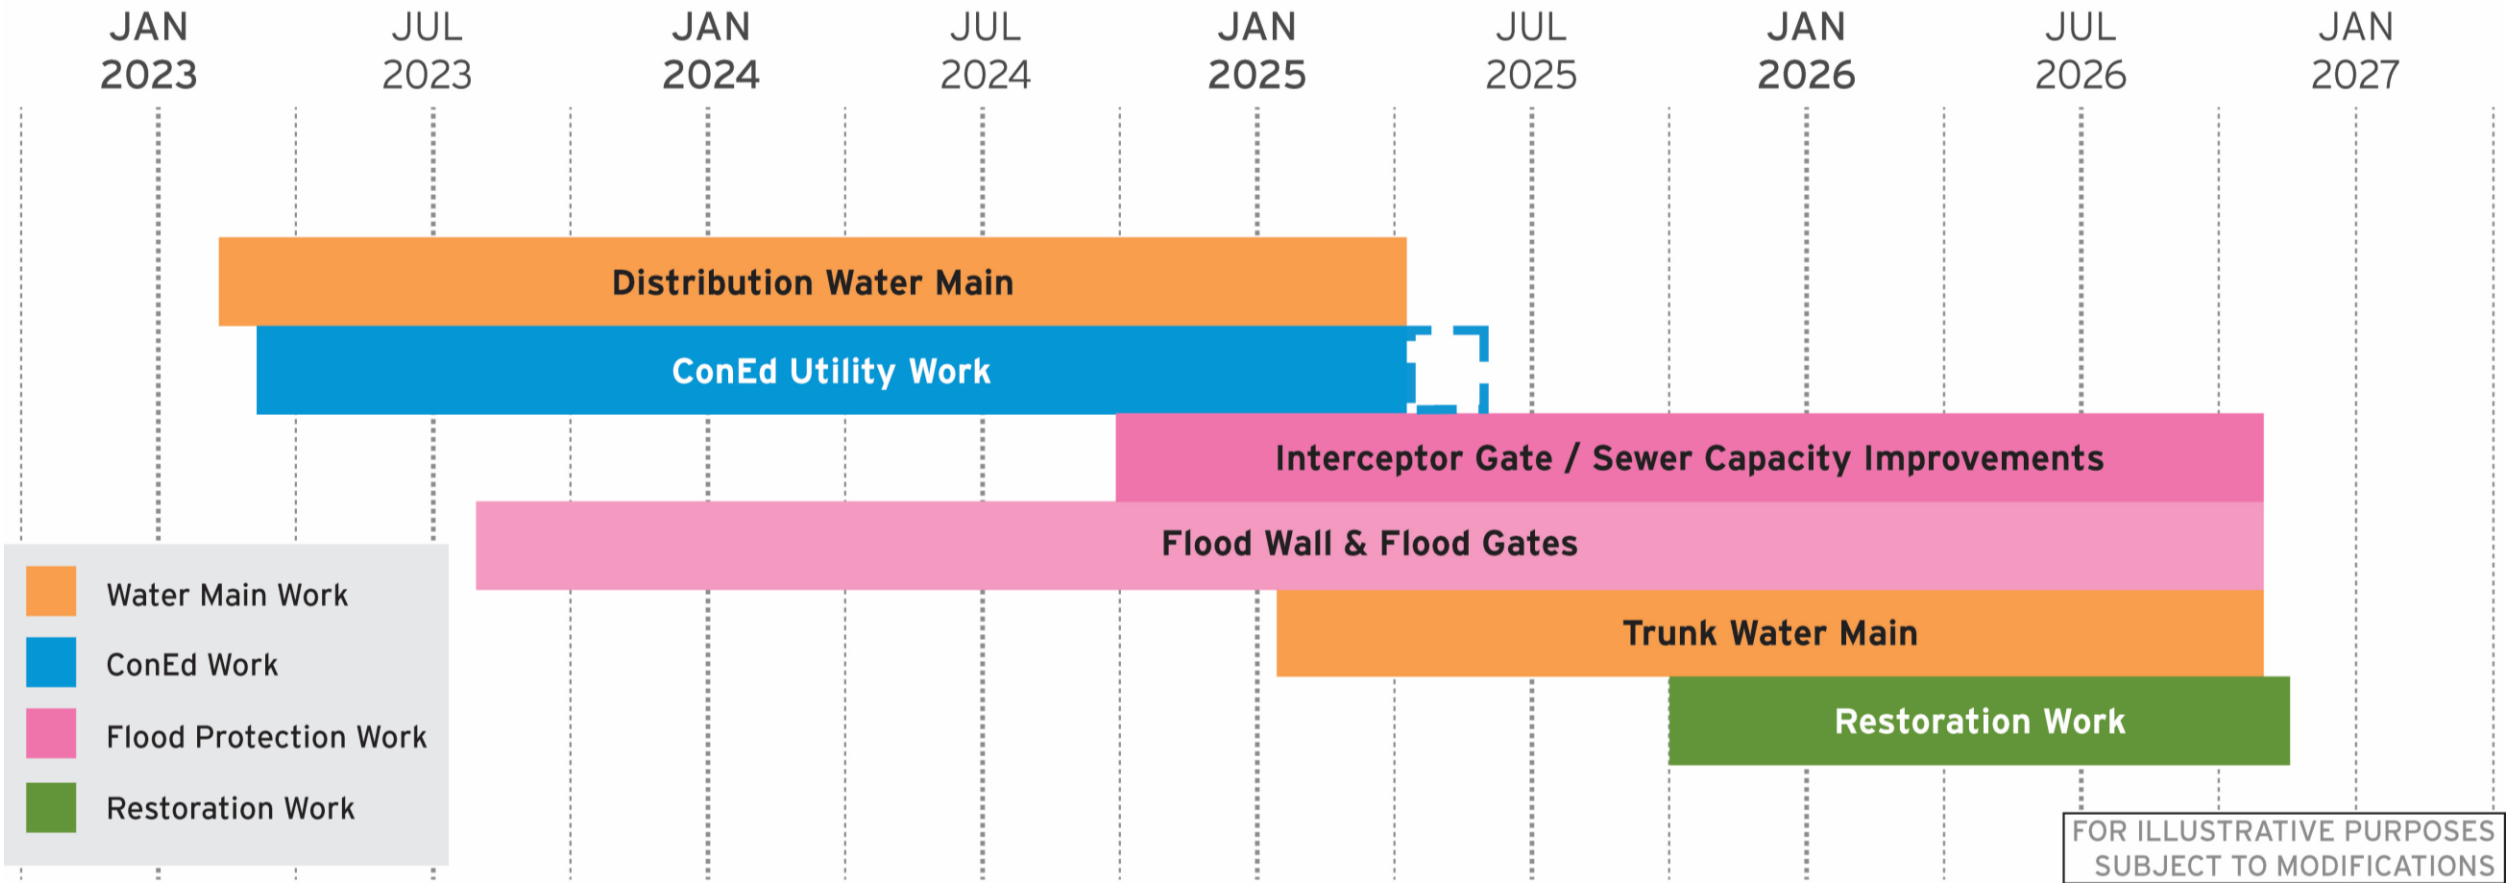 JAN JUL JAN JUL JAN JUL JAN JUL JAN
2023 2023 2024 2024 2025 2025 2026 2026 2027
Distribution Water Main
ConEd Utility Work
Interceptor Gate / Sewer Capacity Improvements
Flood Wall & Flood Gates
Trunk Water Main
Restoration Work
Water Main Work
ConEd Work
Flood Protection Work
Restoration Work
FOR ILLUSTRATIVE PURPOSES
SUBJECT TO MODIFICATIONS